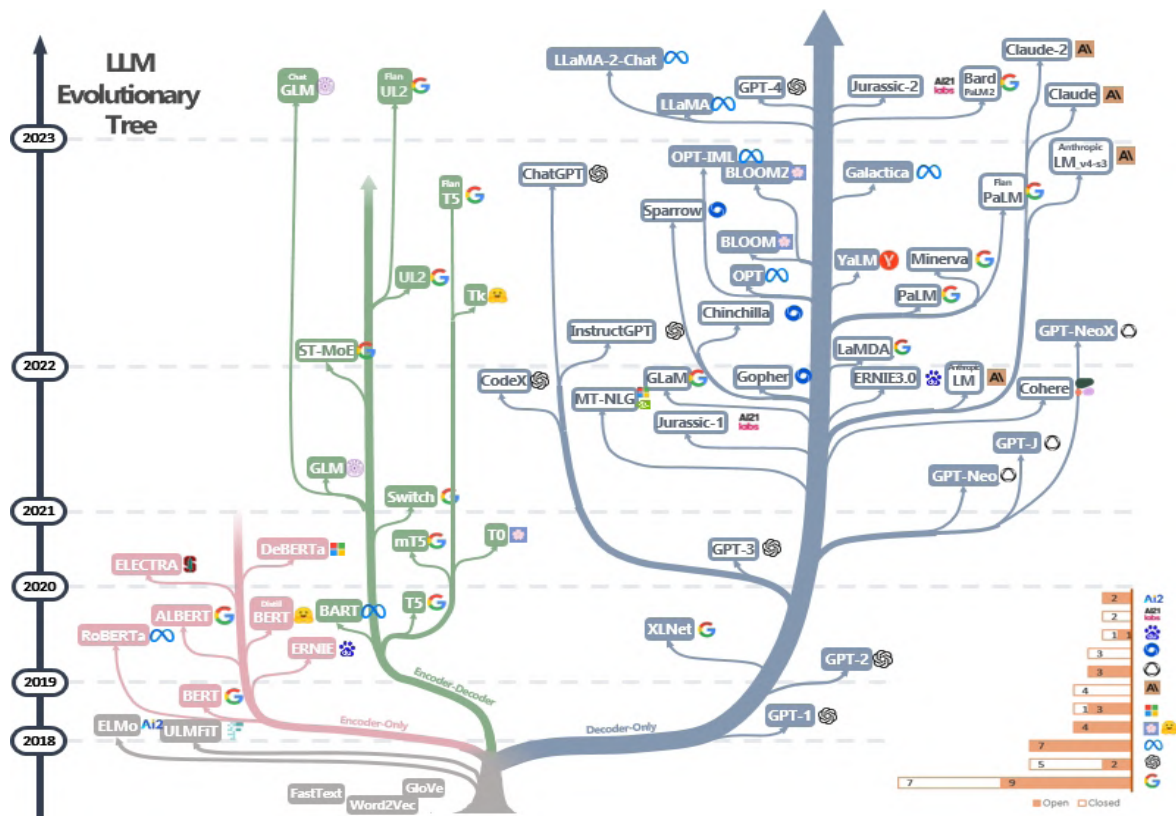 LLM
Evolutionary
Tree
2023
2022
2021
2020
2019
2018
Chat
GLM
Flan
UL2
LLaMA-2-Chat
LLaMA
GPT-4
Jurassic-2
AI21
labs
Bard
PaLM2
Claude-2
Claude
Anthropic
LM_v4-s3
ChatGPT
OPT-IML
BLOOM2
Galactica
Flan
T5
Sparrow
Flan
PaLM
BLOOM
YaLM
Y
Minerva
UL2
OPT
PaLM
Tk
Chinchilla
InstructGPT
GPT-NeoX
ST-MoE
LaMDA
CodeX
GLaM
Gopher
ERNIE3.0
Anthropic
LM
Cohere
MT-NLG
Jurassic-1
AI21
labs
GPT-J
GLM
GPT-Neo
Switch
mT5
T0
DeBERTa
ELECTRA
GPT-3
ALBERT
Distil
BERT
BART
T5
RoBERTa
ERNIE
XLNet
GPT-2
BERT
Encoder-Decoder
ELMo
Ai2
ULMFiT
Encoder-Only
Decoder-Only
GPT-1
FastText
Word2Vec
GloVe
2 Ai2
2 AI21 labs
1 1
3
3
4
1 3
4
7
5 2
7 9
Open Closed